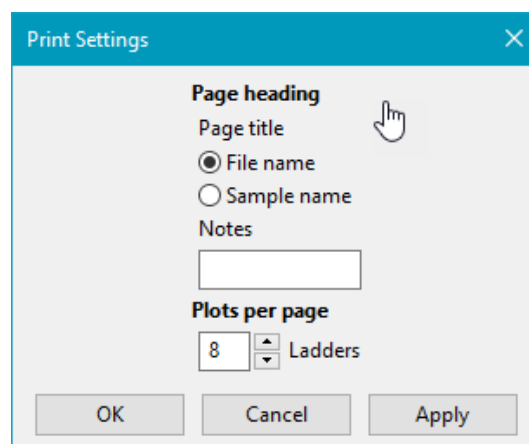 Print Settings
Page heading
Page title
File name
Sample name
Notes
Plots per page
8 Ladders
OK Cancel Apply